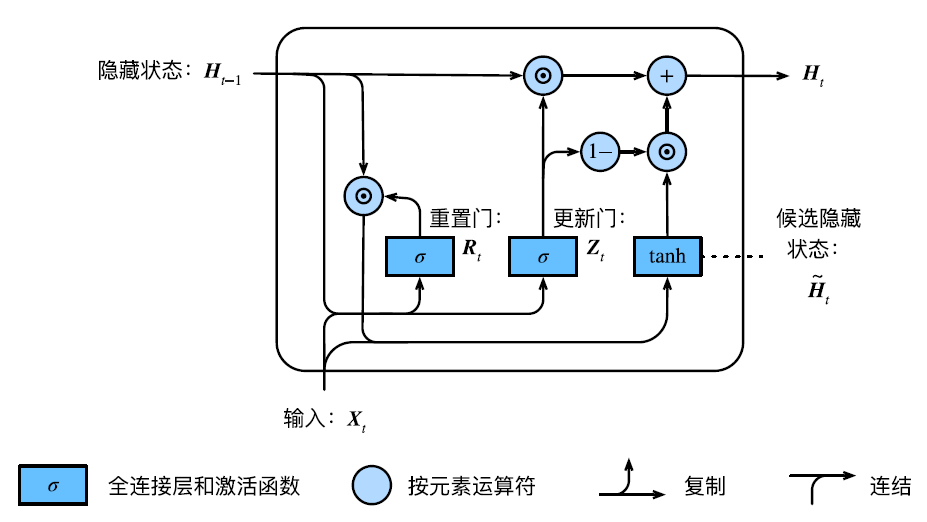 隐藏状态：H_{t−1}
H_t
1−
+
重置门：
R_t
更新门：
Z_t
候选隐藏
状态：
H̃_t
σ
σ
tanh
输入：X_t
σ
全连接层和激活函数
按元素运算符
复制
连结